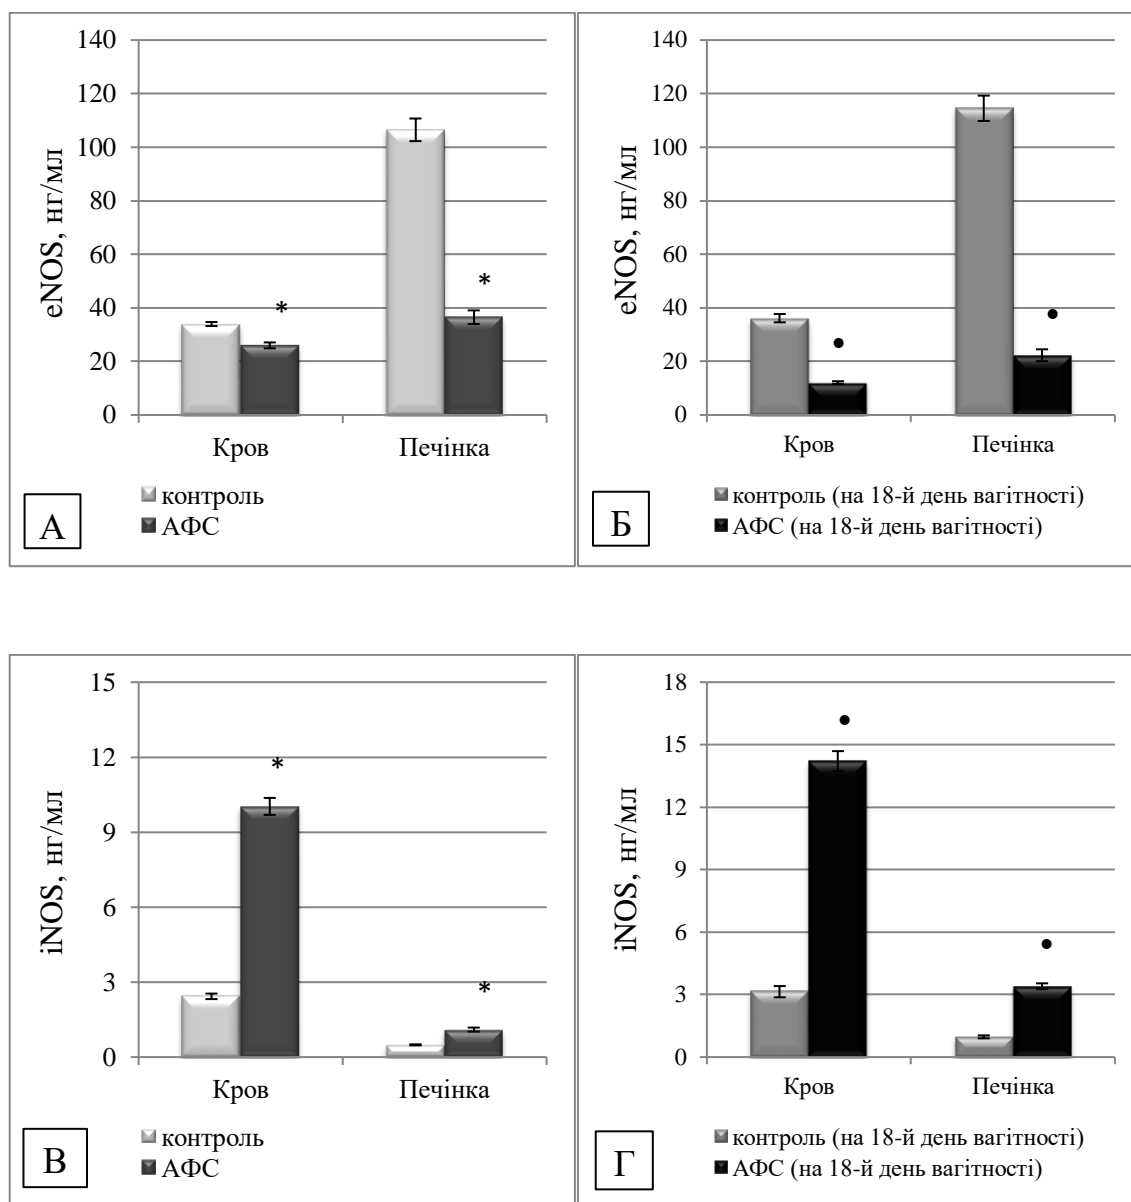 140
120
100
80
60
40
20
0
eNOS, нг/мл
*
*
Кров
Печінка
контроль
АФС
А
140
120
100
80
60
40
20
0
eNOS, нг/мл
•
•
Кров
Печінка
контроль (на 18-й день вагітності)
АФС (на 18-й день вагітності)
Б
15
12
9
6
3
0
iNOS, нг/мл
*
*
Кров
Печінка
контроль
АФС
В
18
15
12
9
6
3
0
iNOS, нг/мл
•
•
Кров
Печінка
контроль (на 18-й день вагітності)
АФС (на 18-й день вагітності)
Г